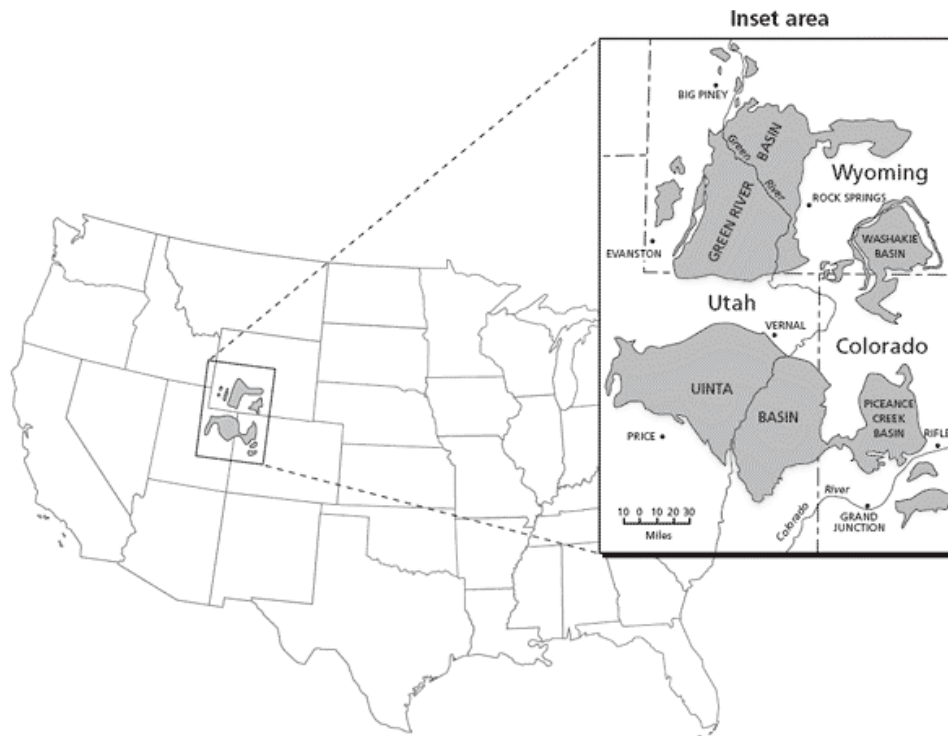 Inset area
BIG PINEY
Green
River
BASIN
GREEN RIVER
Wyoming
ROCK SPRINGS
EVANSTON
WASHAKIE
BASIN
Utah
VERNAL
Colorado
UINTA
BASIN
PICEANCE
CREEK
BASIN
PRICE
RIFLE
10 0 10 20 30
Miles
Colorado
River
GRAND
JUNCTION